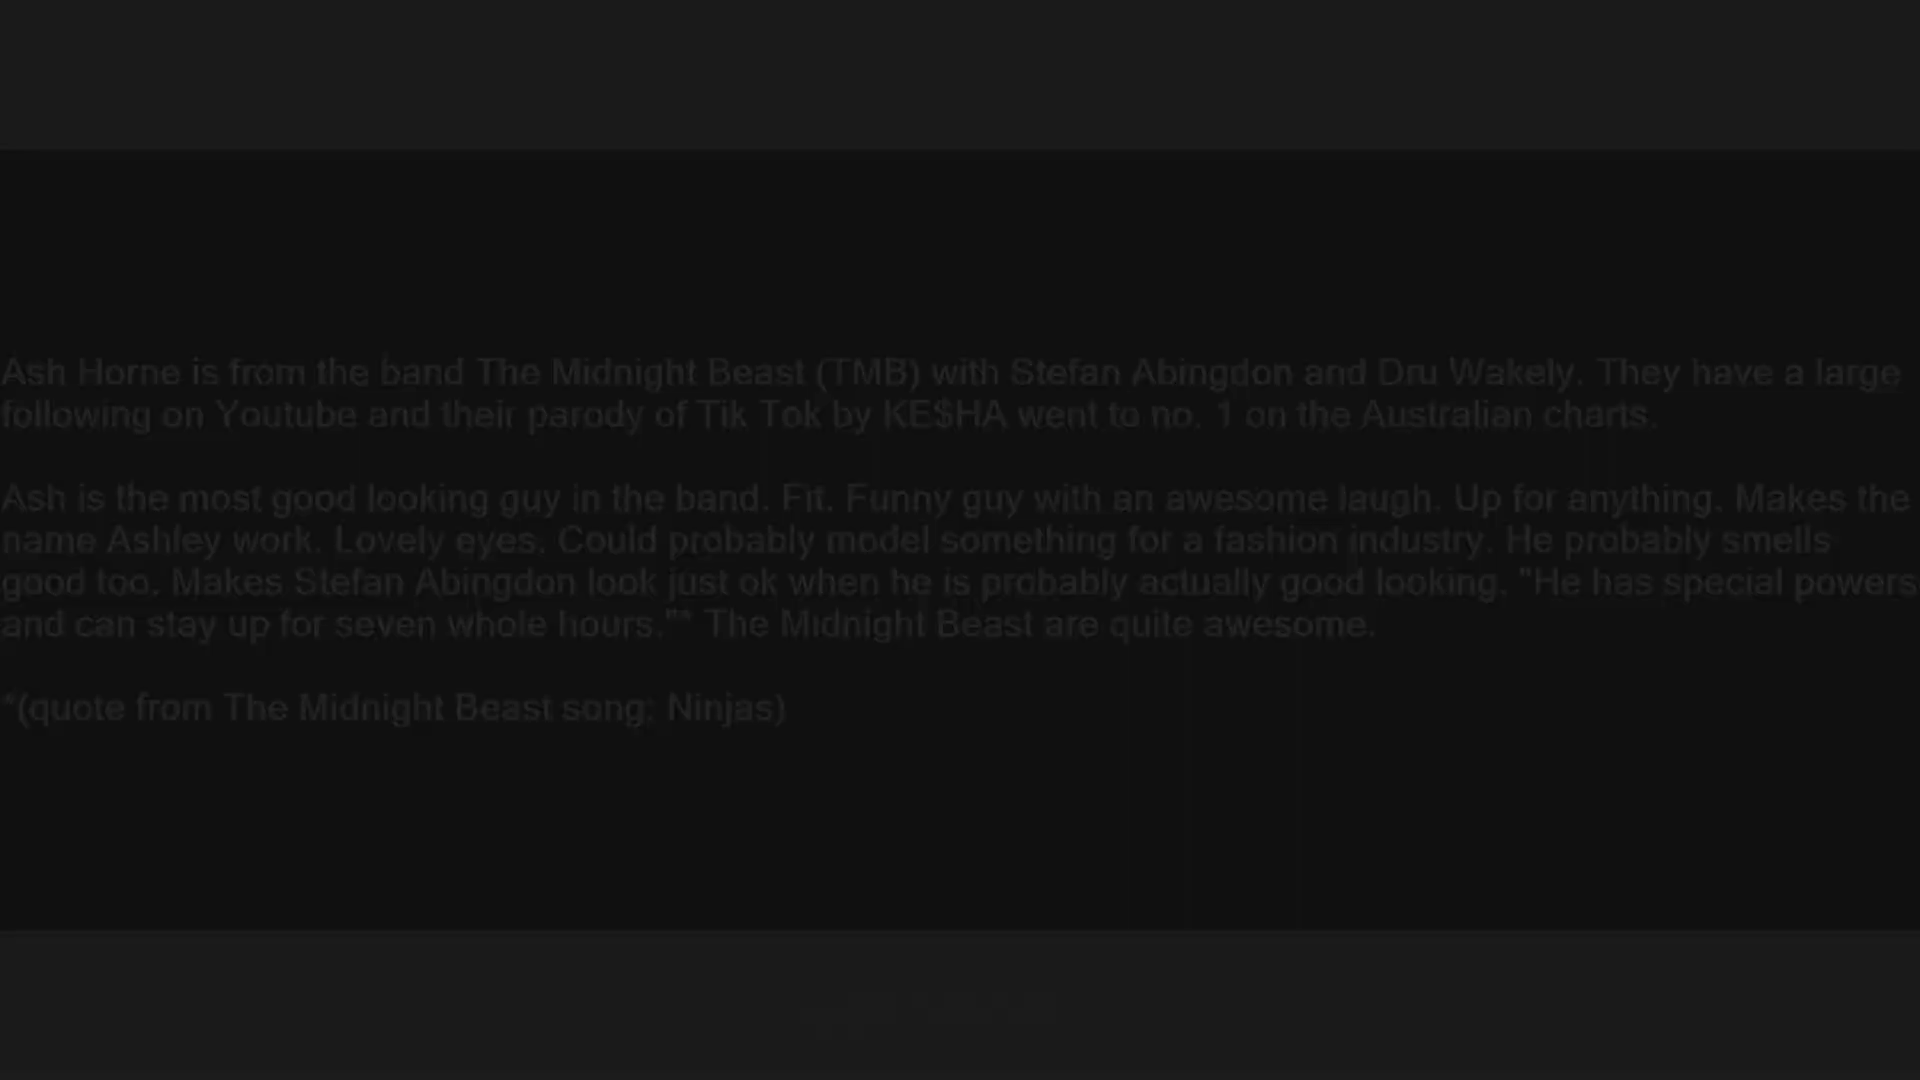 Ash Horne is from the band The Midnight Beast (TMB) with Stefan Abingdon and Dru Wakely. They have a large
following on Youtube and their parody of Tik Tok by KE$HA went to no. 1 on the Australian charts.
Ash is the most good looking guy in the band. Fit. Funny guy with an awesome laugh. Up for anything. Makes the
name Ashley work. Lovely eyes. Could probably model something for a fashion industry. He probably smells
good too. Makes Stefan Abingdon look just ok when he is probably actually good looking. "He has special powers
and can stay up for seven whole hours."* The Midnight Beast are quite awesome.
*(quote from The Midnight Beast song; Ninjas)